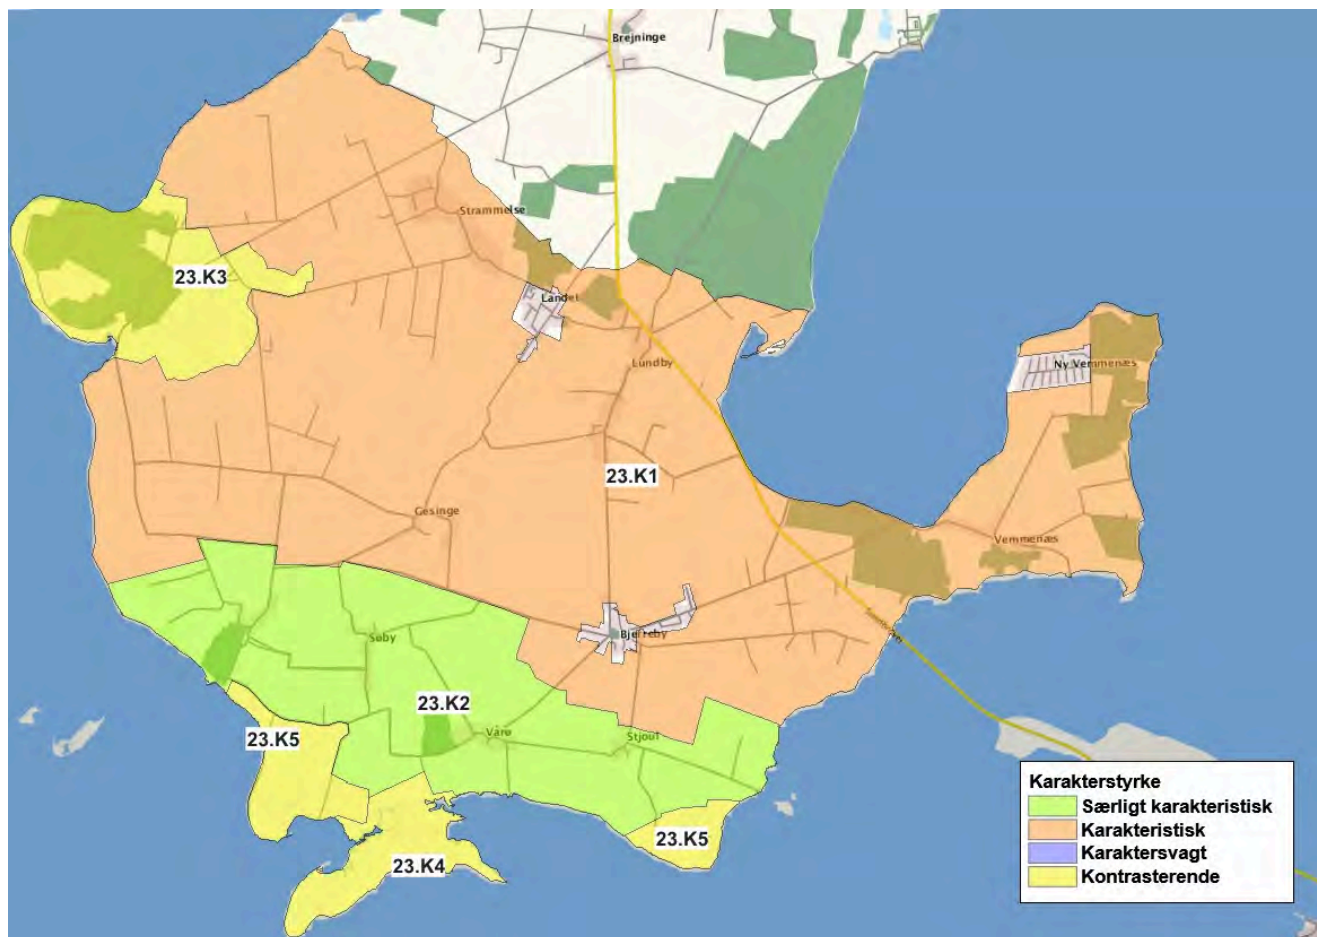 Brejninge
Strammelse
23.K3
Landet
Lundby
Ny Vemmenæs
23.K1
Gesinge
Vemmenæs
Bjerreby
Søby
23.K2
Vårø
Stjoul
23.K5
23.K5
23.K4
Karakterstyrke
Særligt karakteristisk
Karakteristisk
Karaktersvagt
Kontrasterende